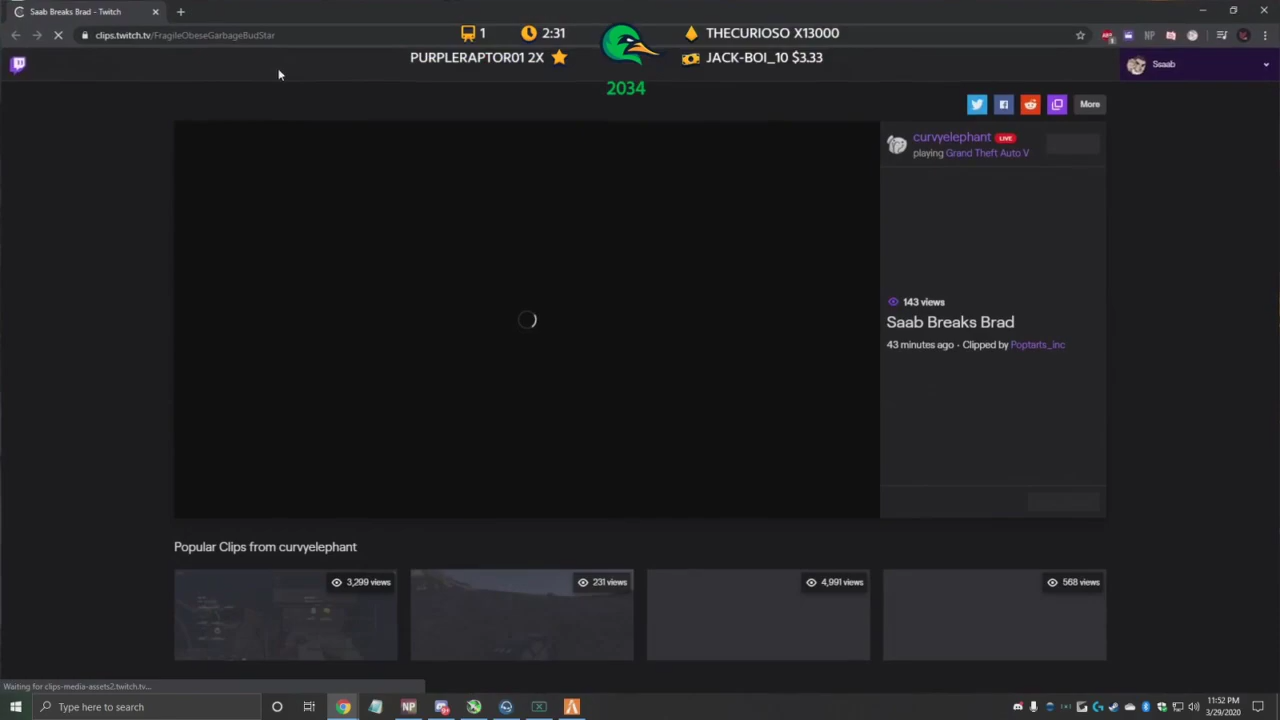 Saab Breaks Brad - Twitch
clips.twitch.tv/FragileObeseGarbageBudStar
1
2:31
THECURIOSO X13000
PURPLERAPTOR01 2X
JACK-BOI_10 $3.33
2034
Ssaab
More
curvyelephant LIVE
playing Grand Theft Auto V
143 views
Saab Breaks Brad
43 minutes ago · Clipped by Poptarts_inc
Popular Clips from curvyelephant
3,299 views
231 views
4,991 views
568 views
Waiting for clips-media-assets2.twitch.tv...
Type here to search
NP
11:52 PM
3/29/2020